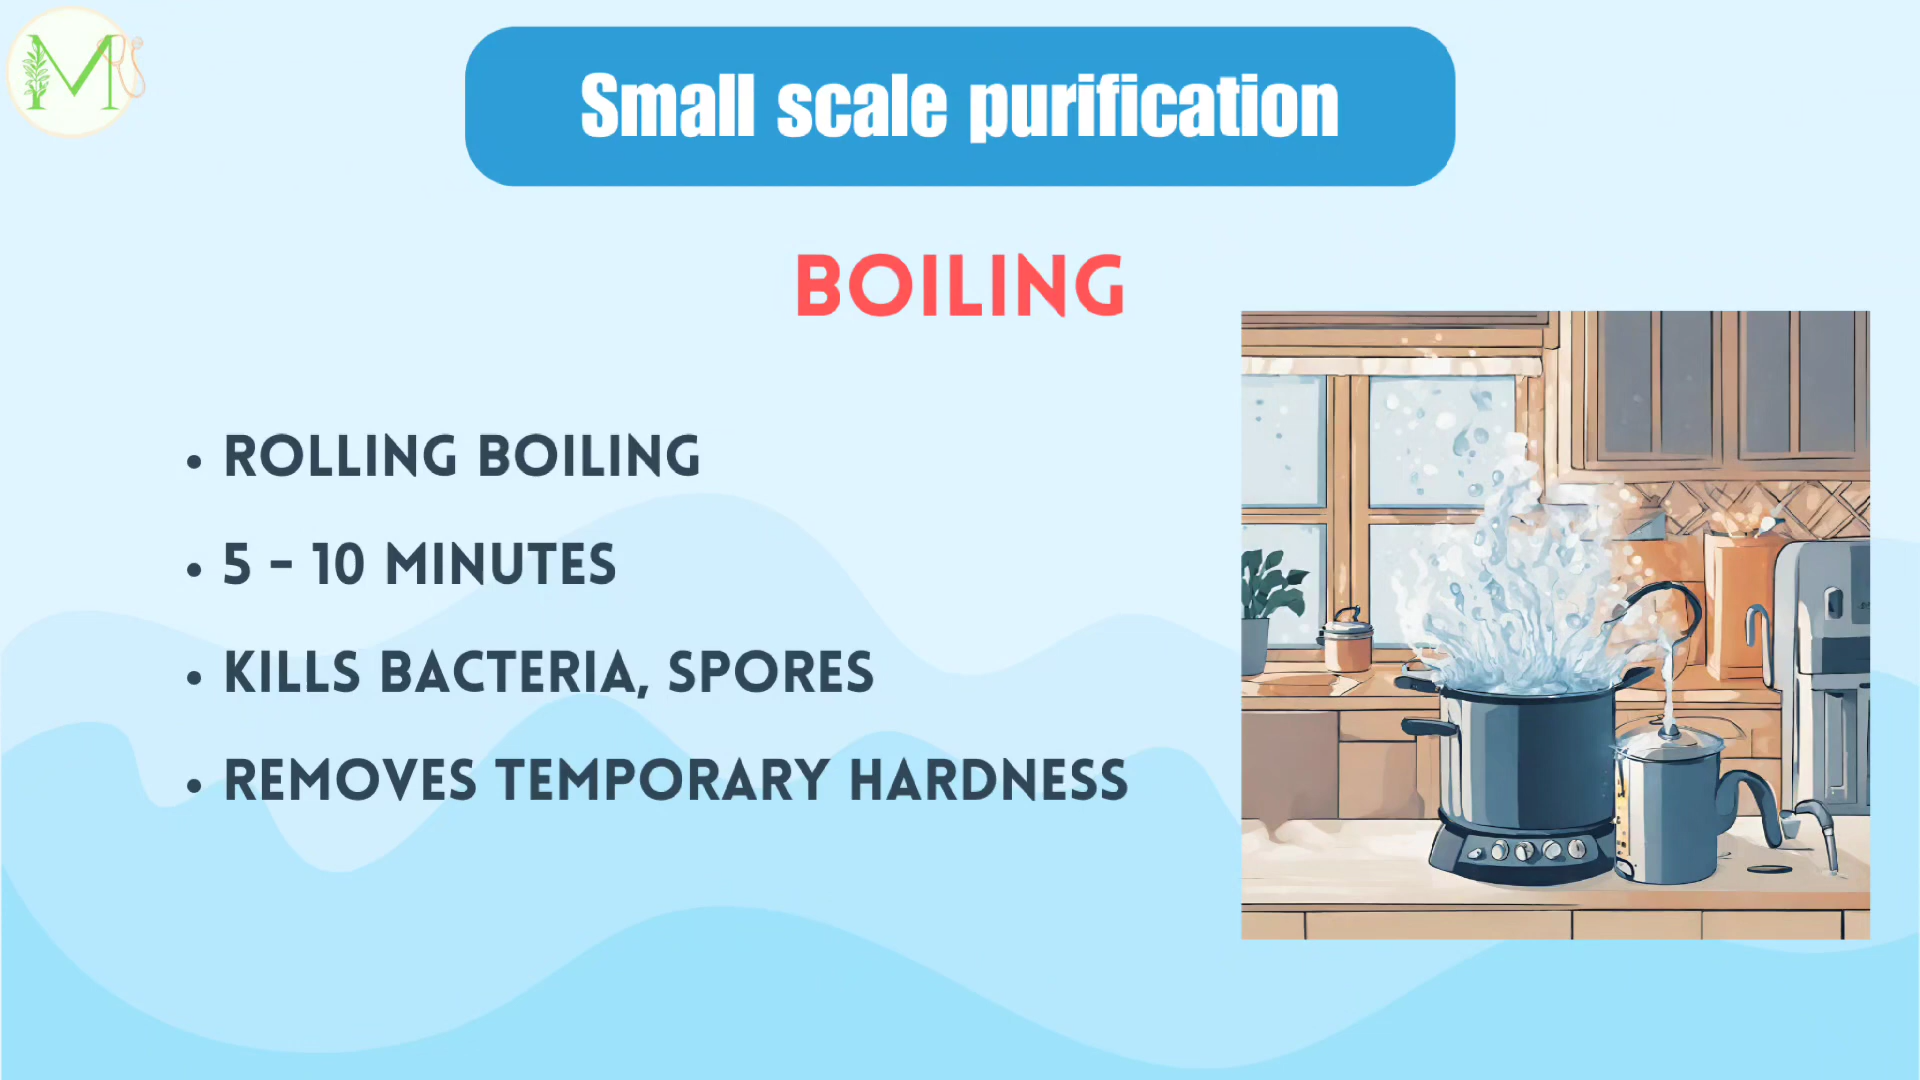 Small scale purification
BOILING
• ROLLING BOILING
• 5 - 10 MINUTES
• KILLS BACTERIA, SPORES
• REMOVES TEMPORARY HARDNESS